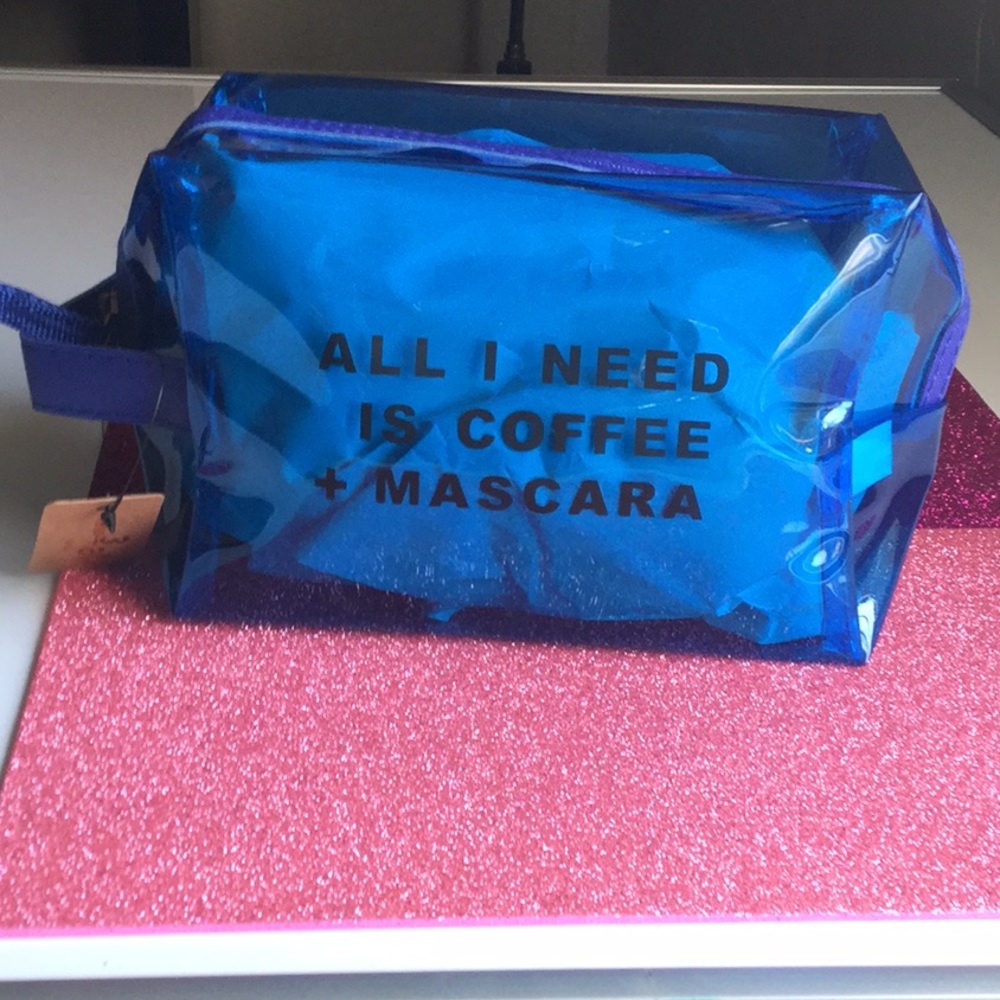 ALL I NEED
IS COFFEE
+ MASCARA